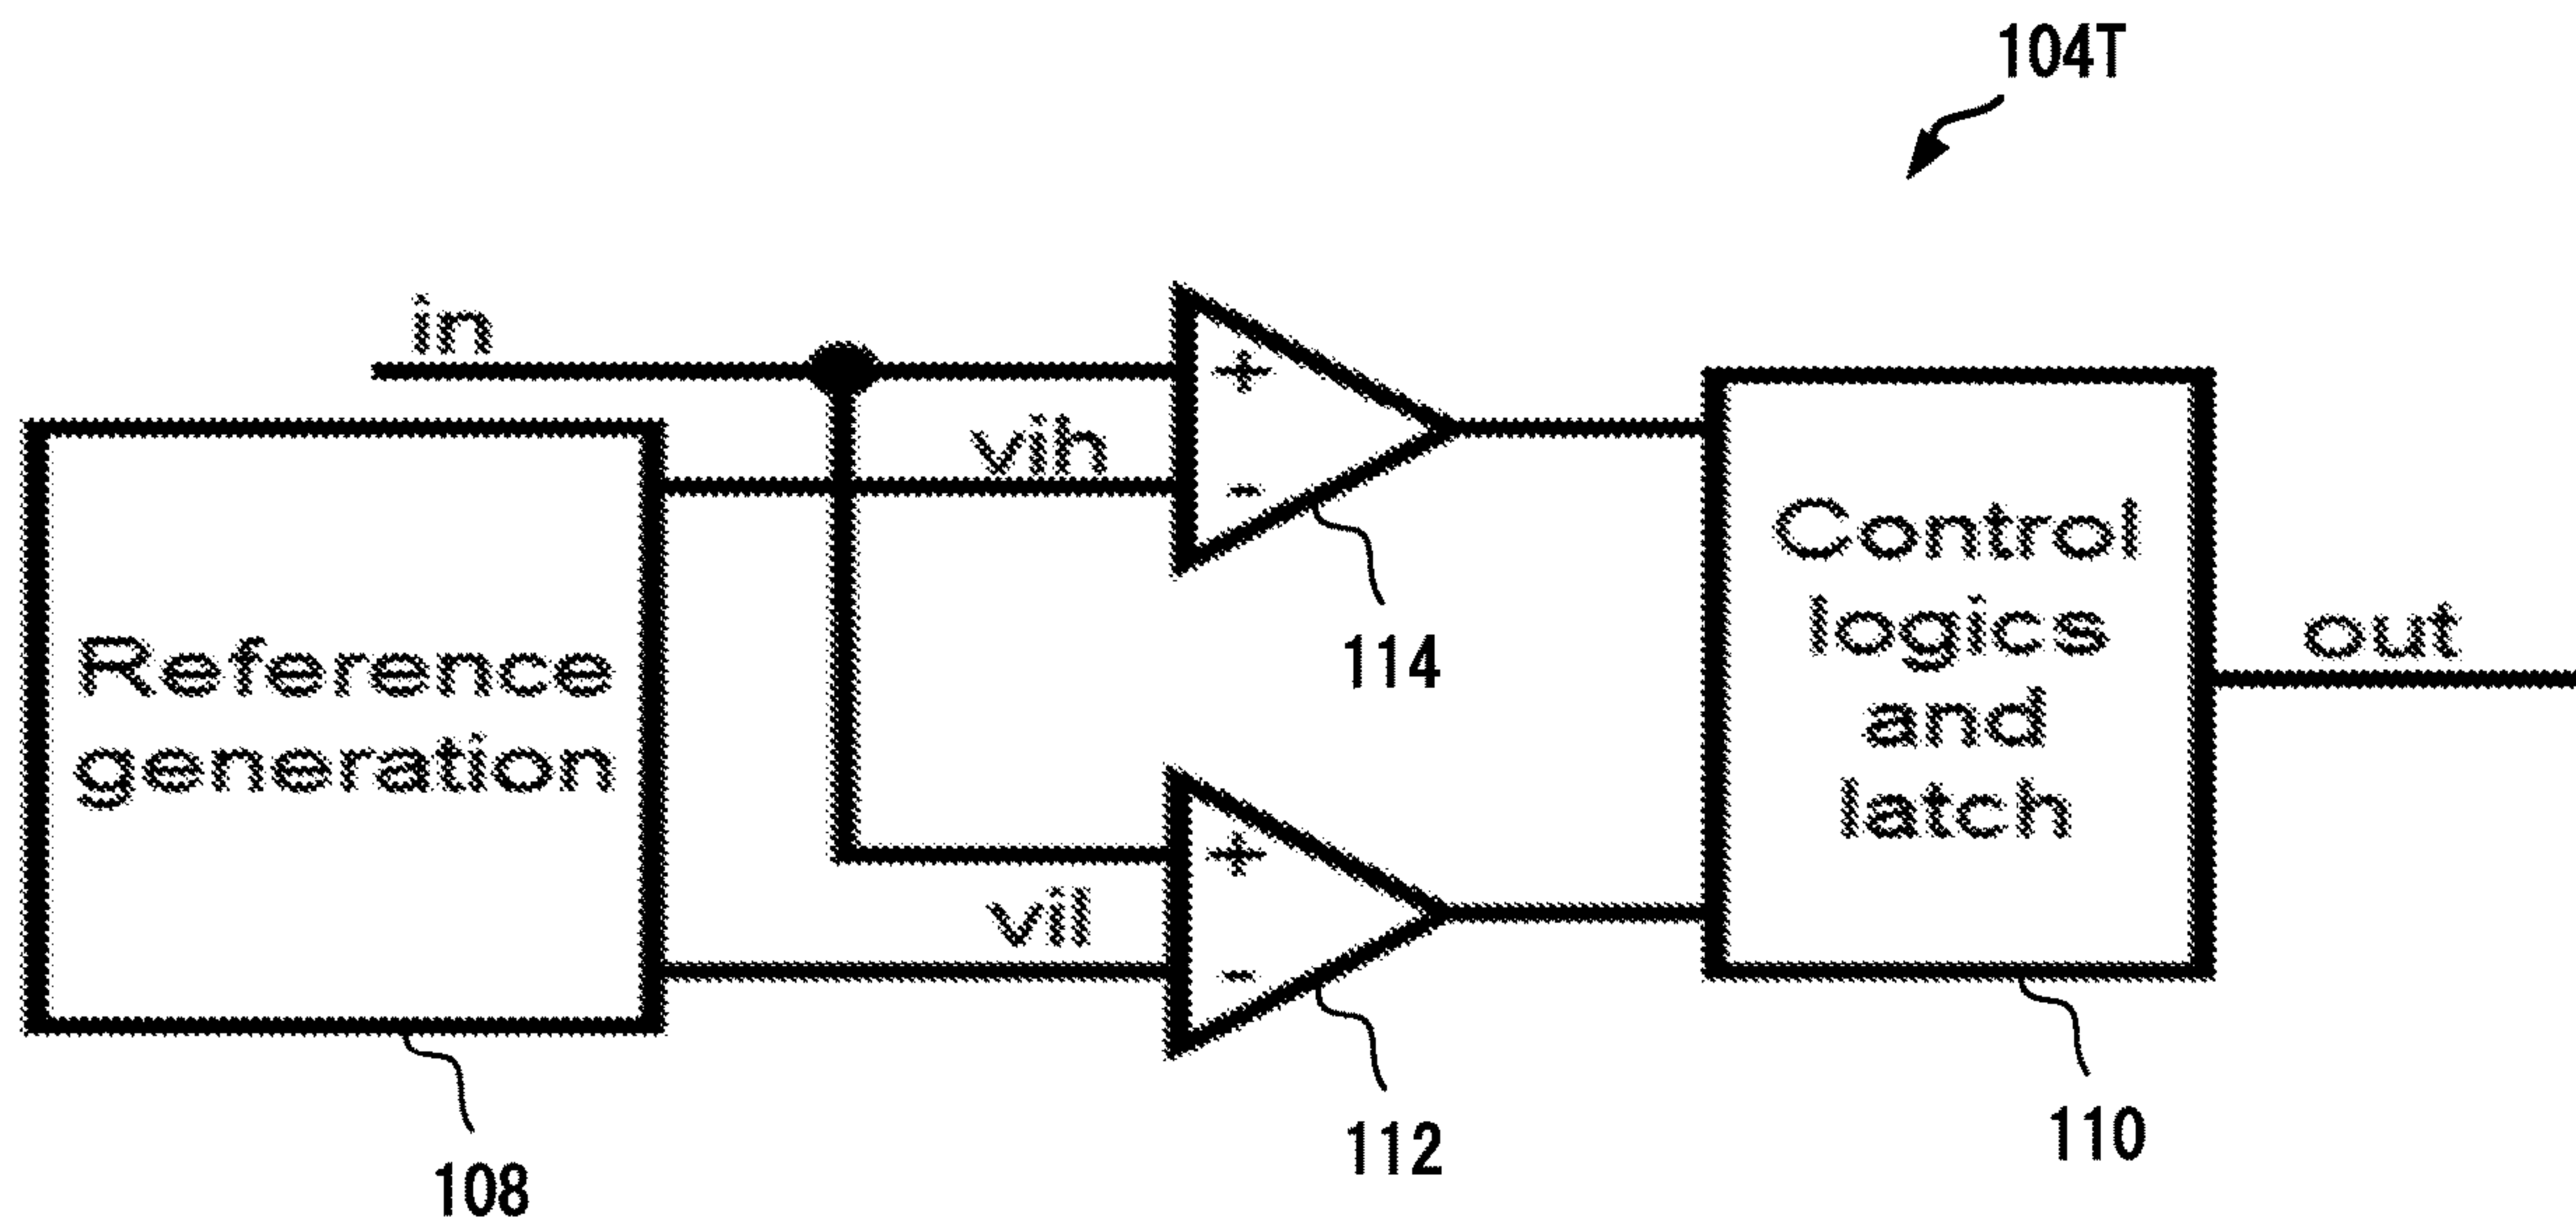 104T
in
vih
+
-
114
Reference
generation
Control
logics
and
latch
out
vil
+
-
112
110
108